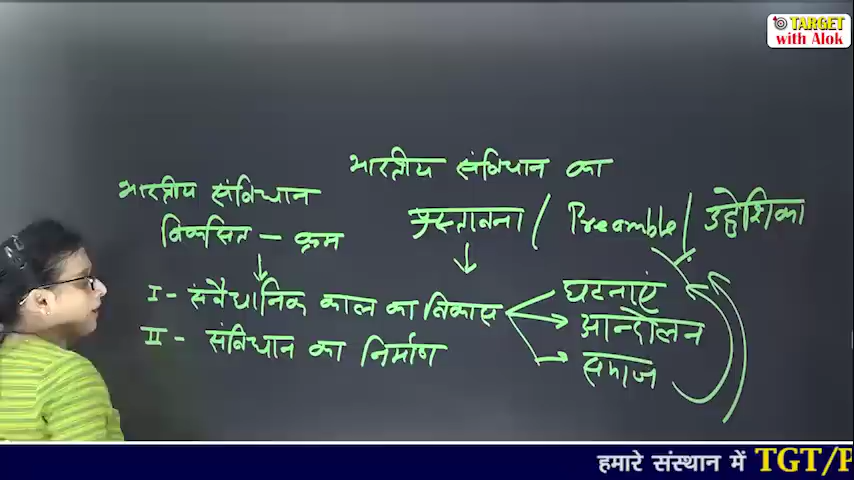 TARGET
with Alok
भारतीय संविधान का
प्रस्तावना / Preamble / उद्देशिका
भारतीय संविधान
विकसित - क्रम
I - संवैधानिक काल का विकास
घटनाएं
आन्दोलन
समाज
II - संविधान का निर्माण
हमारे संस्थान में TGT/P